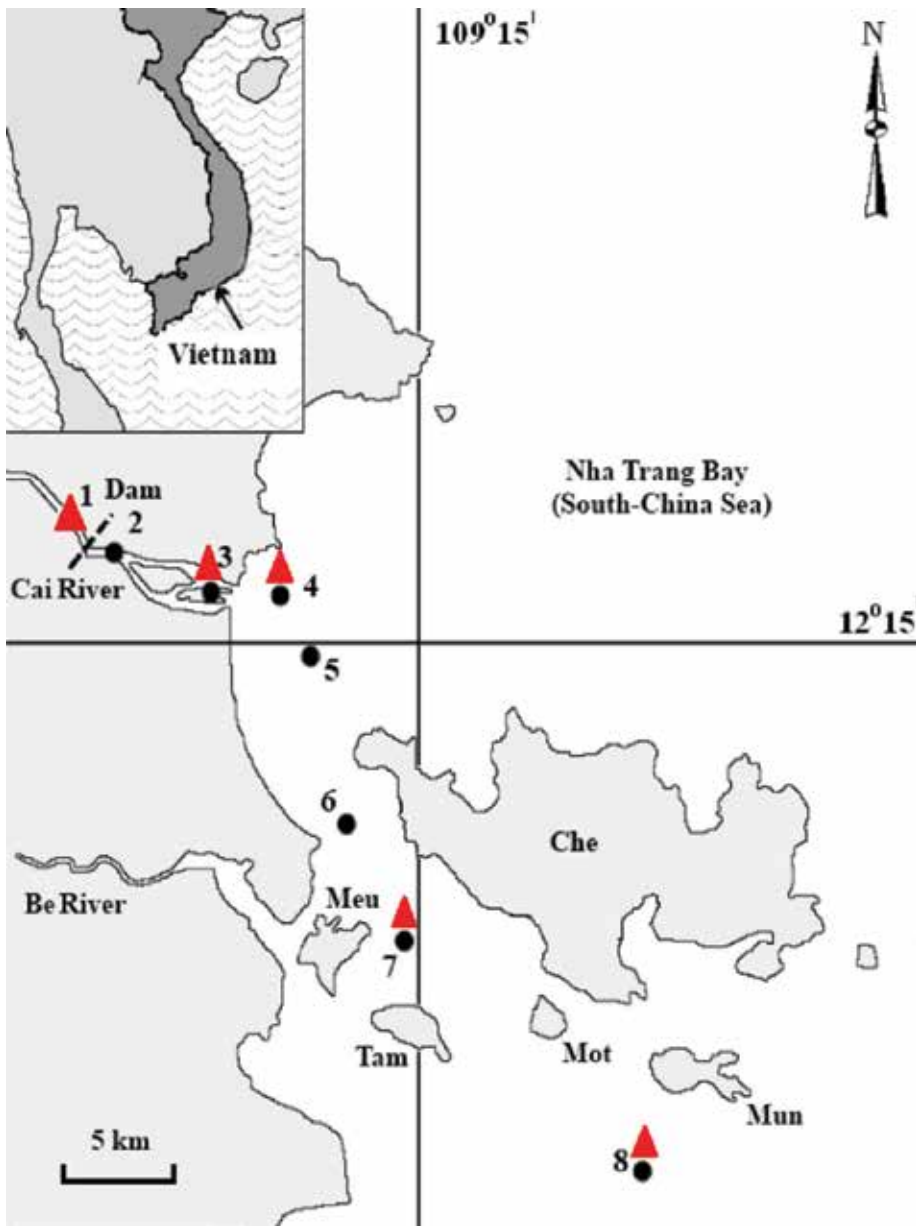 109°15'
N
Vietnam
Nha Trang Bay
(South-China Sea)
1
Dam
2
3
Cai River
4
12°15'
5
6
Che
Be River
Meu
7
Tam
Mot
Mun
5 km
8